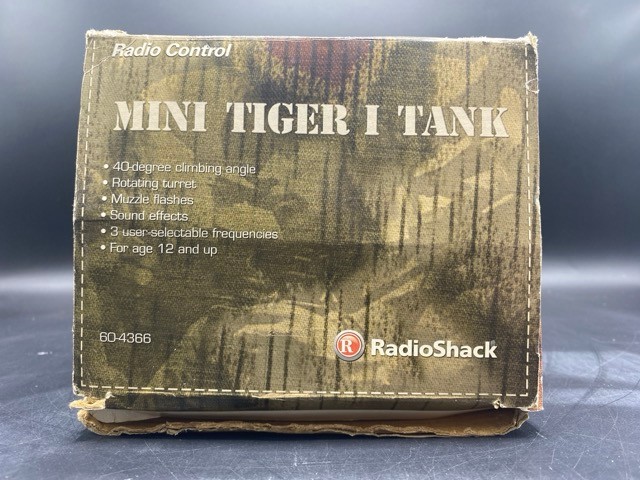 Radio Control
MINI TIGER I TANK
• 40-degree climbing angle
• Rotating turret
• Muzzle flashes
• Sound effects
• 3 user-selectable frequencies
• For age 12 and up
60-4366
R RadioShack